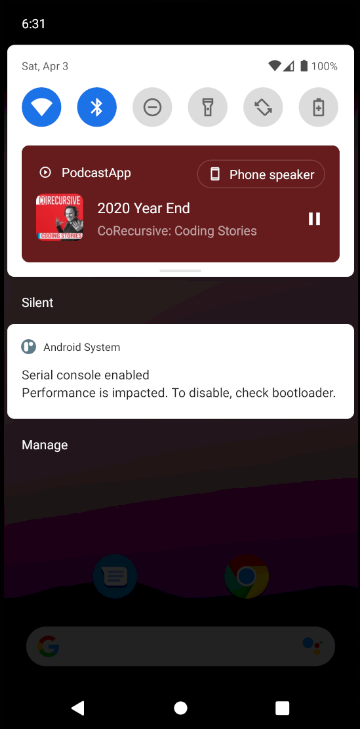 6:31
Sat, Apr 3
100%
PodcastApp
Phone speaker
CORECURSIVE
CODING STORIES
2020 Year End
CoRecursive: Coding Stories
Silent
Android System
Serial console enabled
Performance is impacted. To disable, check bootloader.
Manage